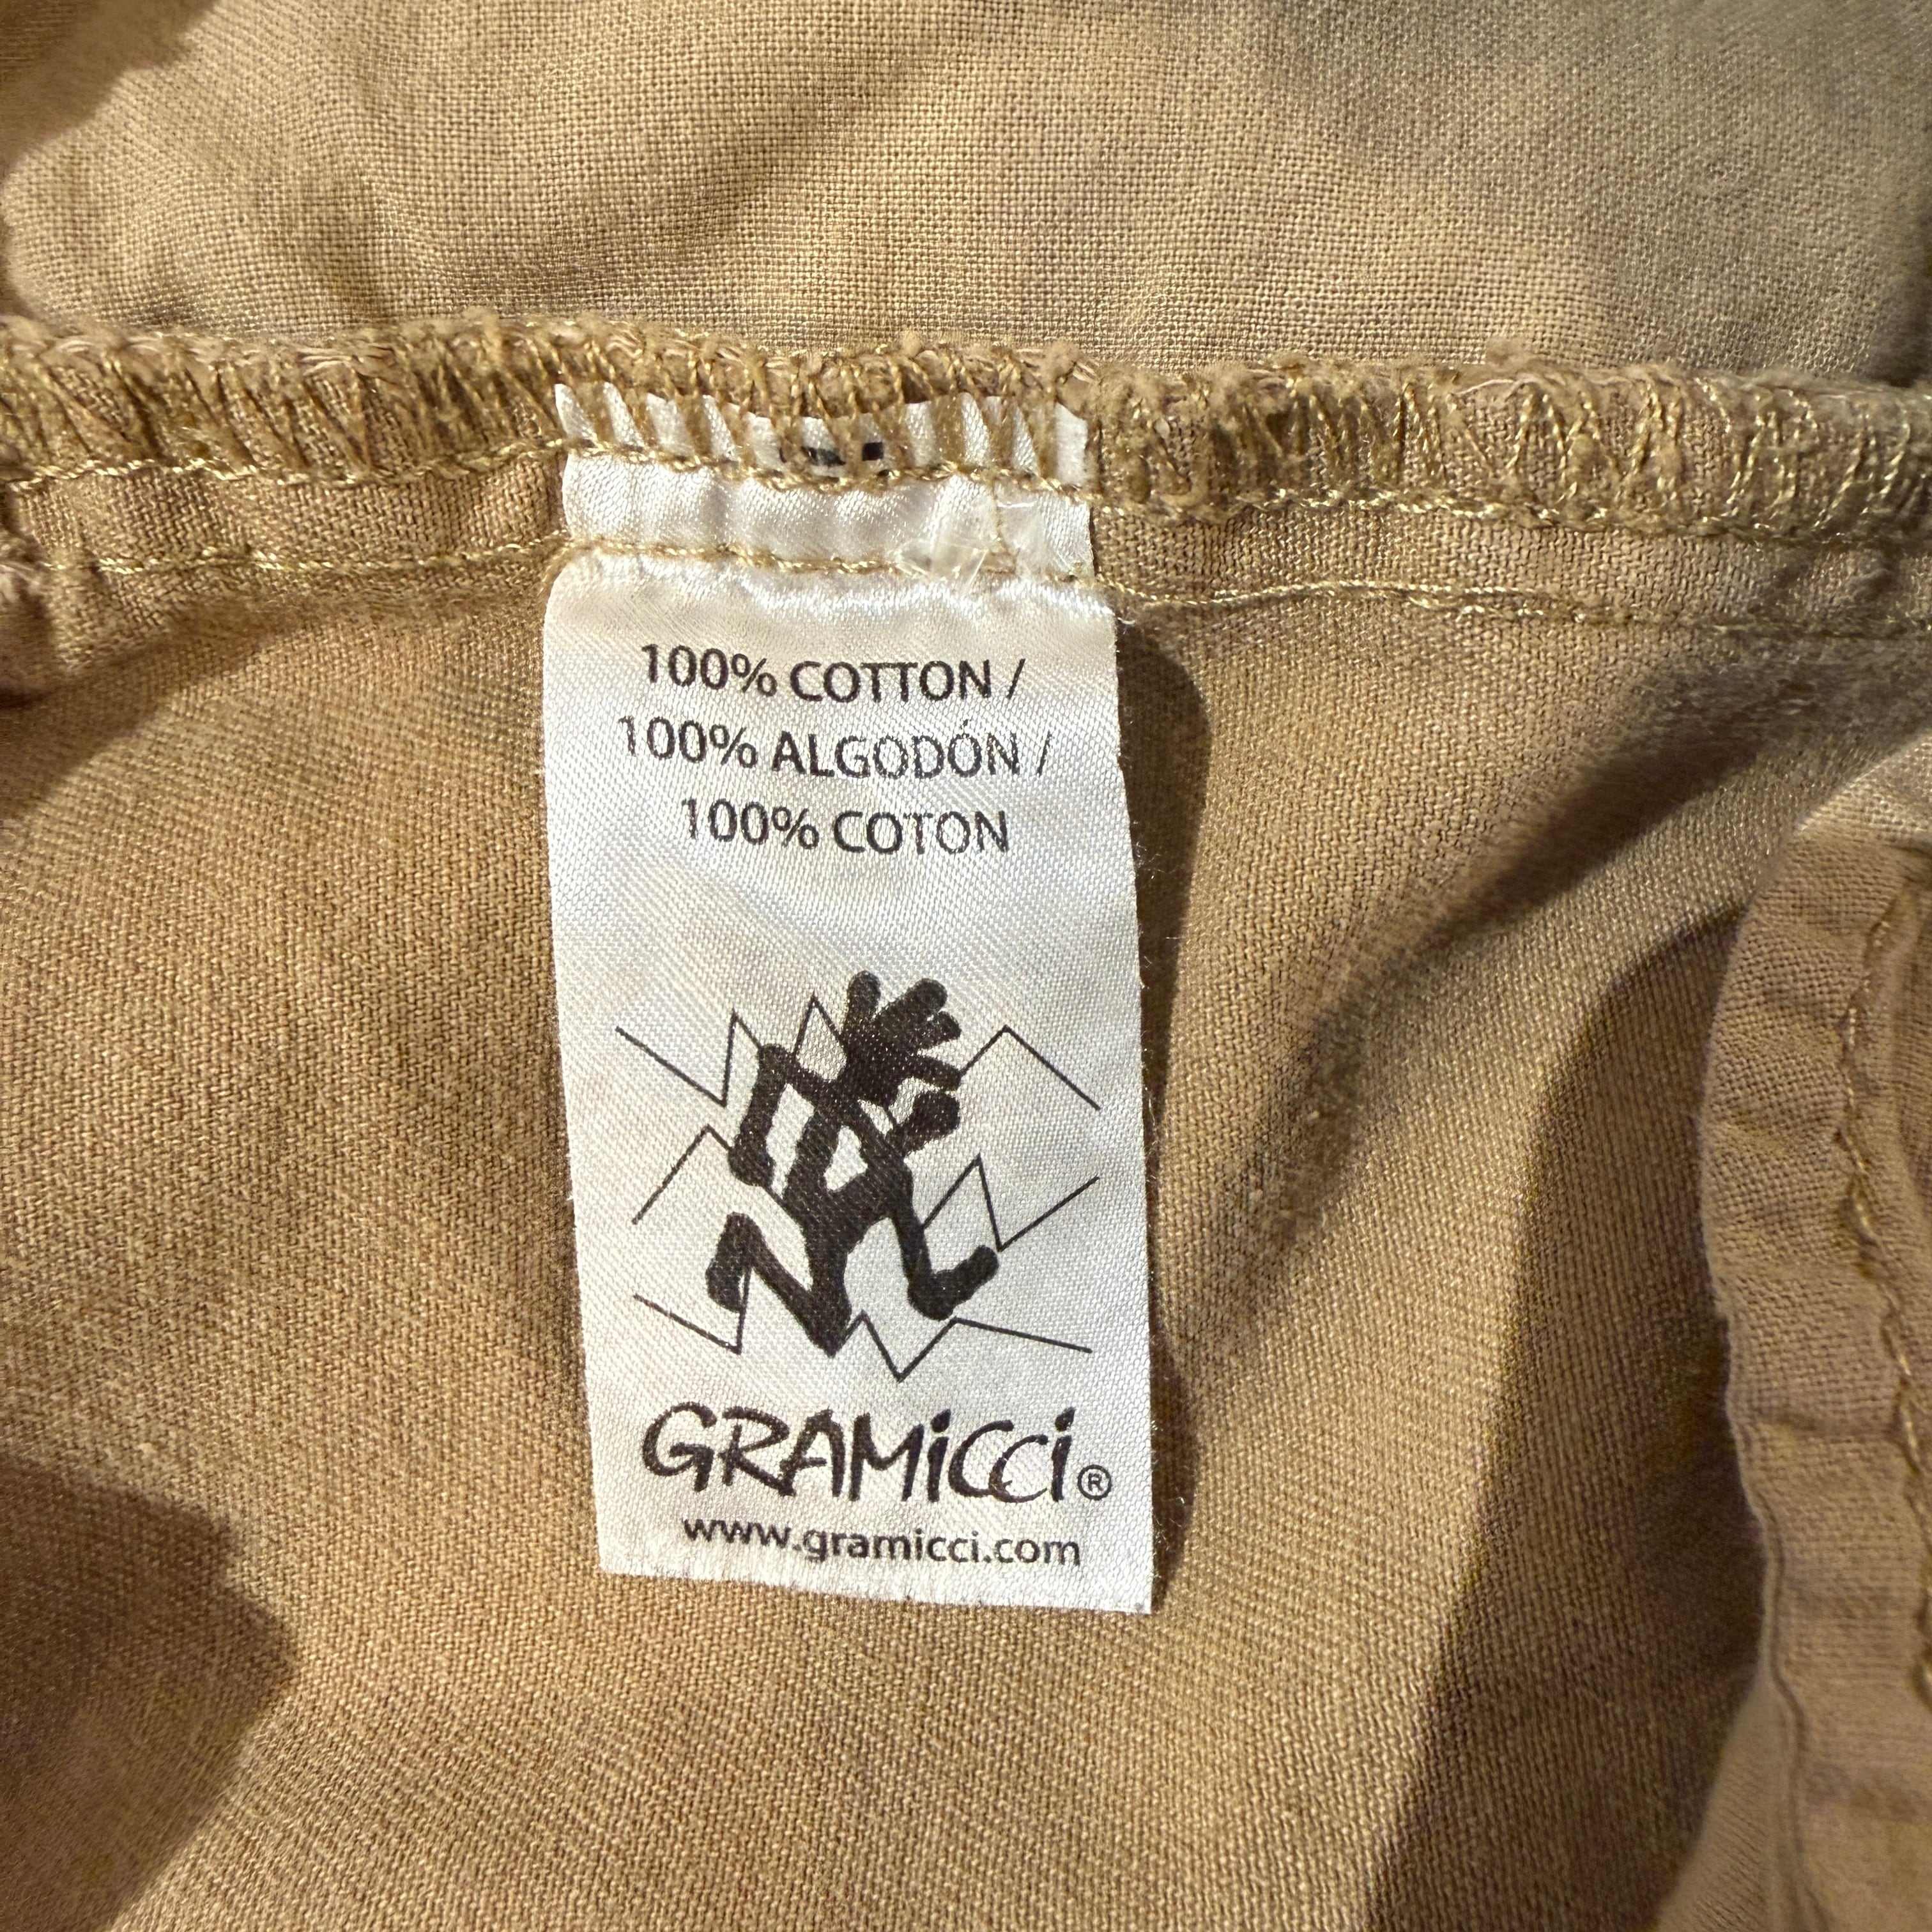 100% COTTON /
100% ALGODÓN /
100% COTON
GRAMiCCi®
www.gramicci.com